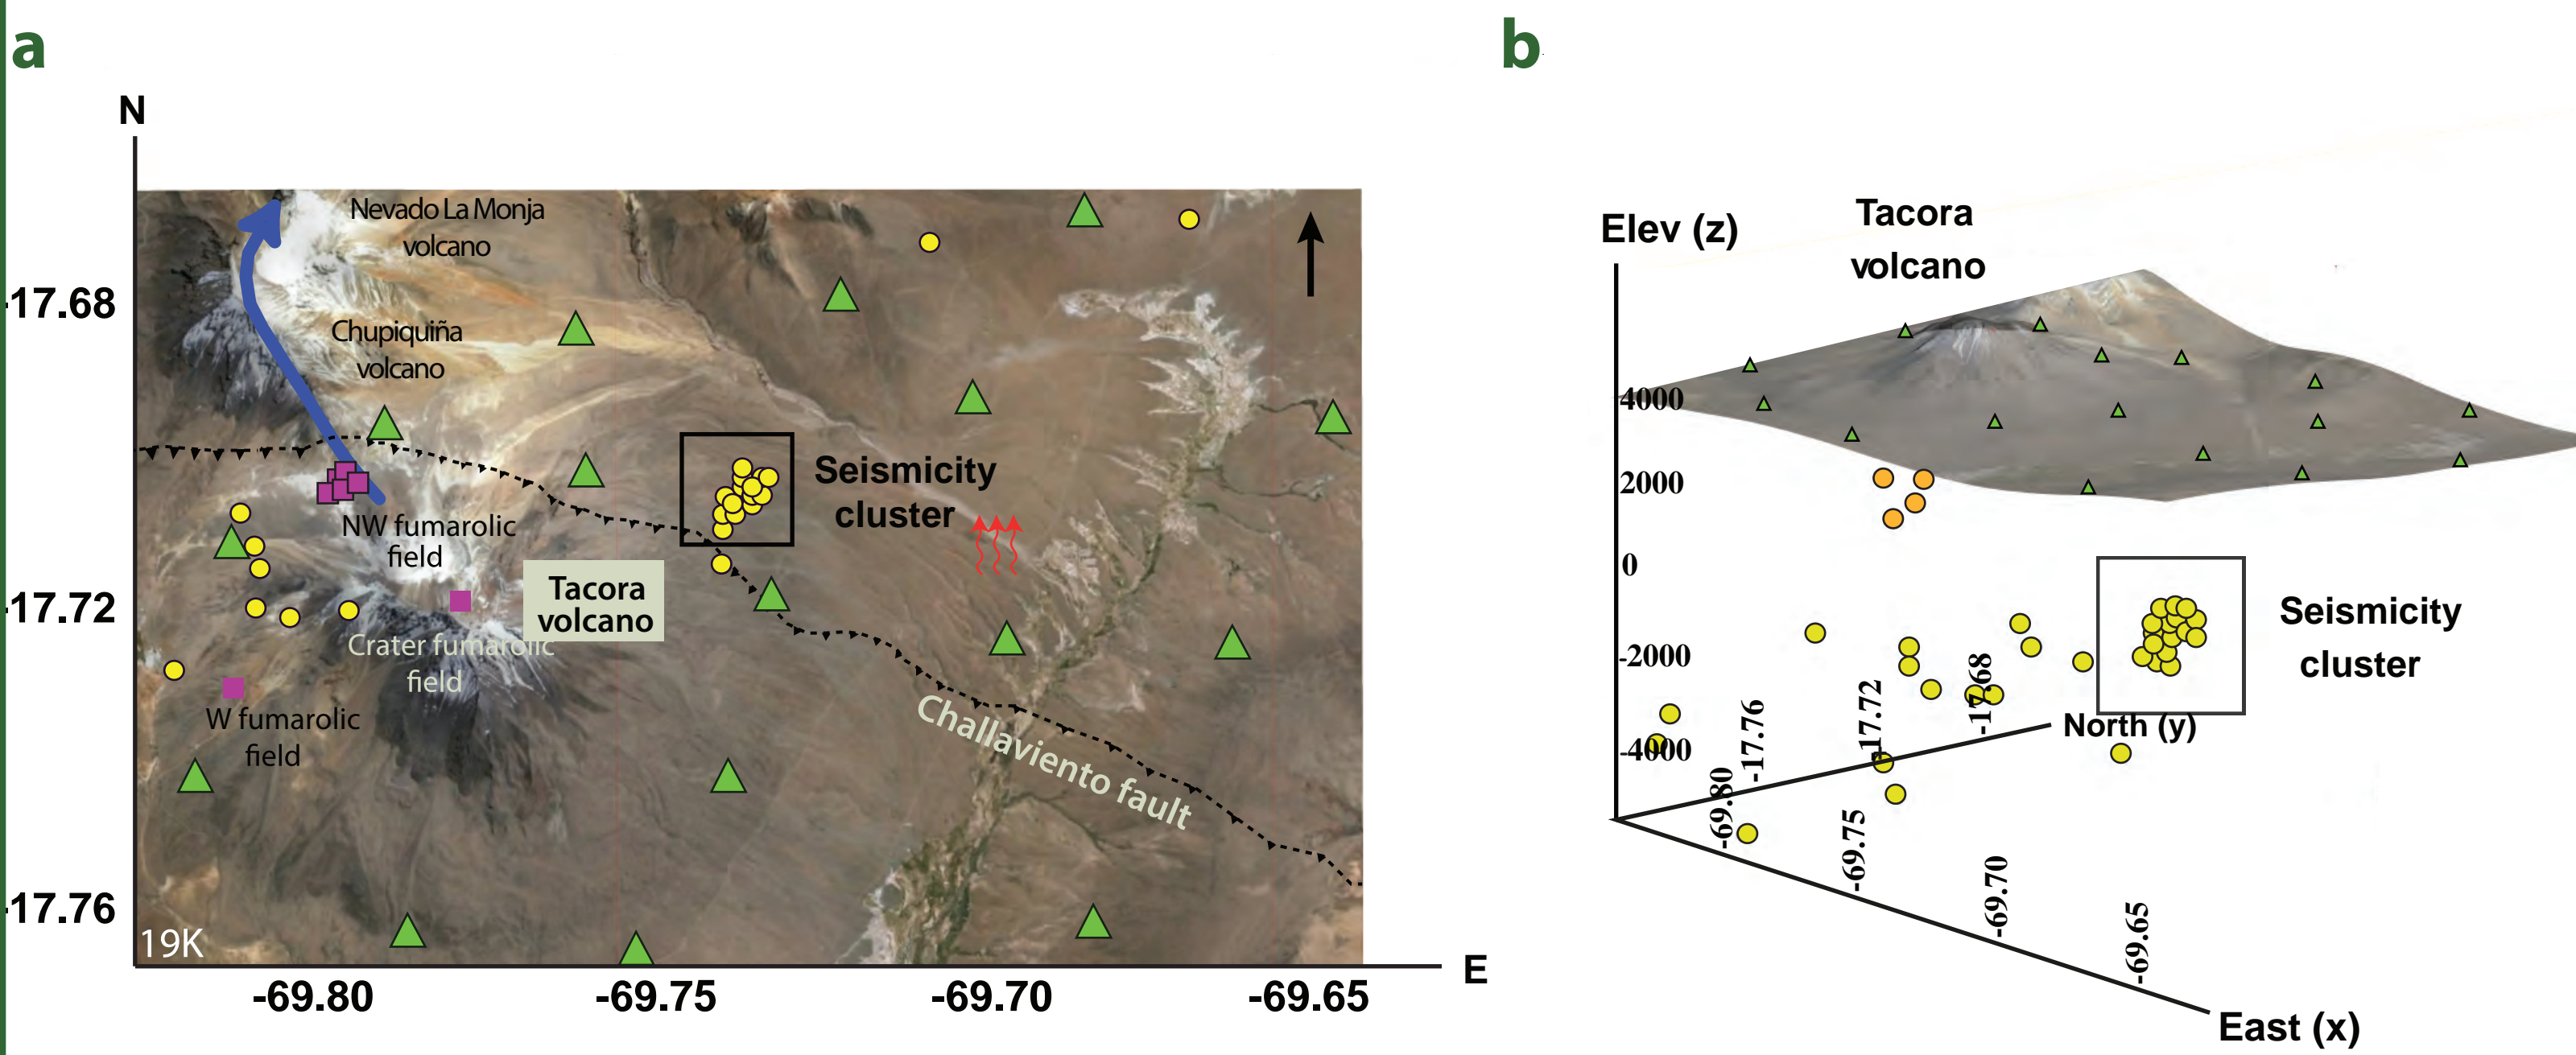 a
N
Nevado La Monja
volcano
-17.68
Chupiquiña
volcano
Seismicity
cluster
NW fumarolic
field
Tacora
volcano
-17.72
Crater fumarolic
field
W fumarolic
field
Challaviento fault
-17.76
19K
E
-69.80
-69.75
-69.70
-69.65
b
Elev (z)
Tacora
volcano
4000
2000
0
-2000
-4000
Seismicity
cluster
-17.76
-17.72
-17.68
North (y)
-69.80
-69.75
-69.70
-69.65
East (x)